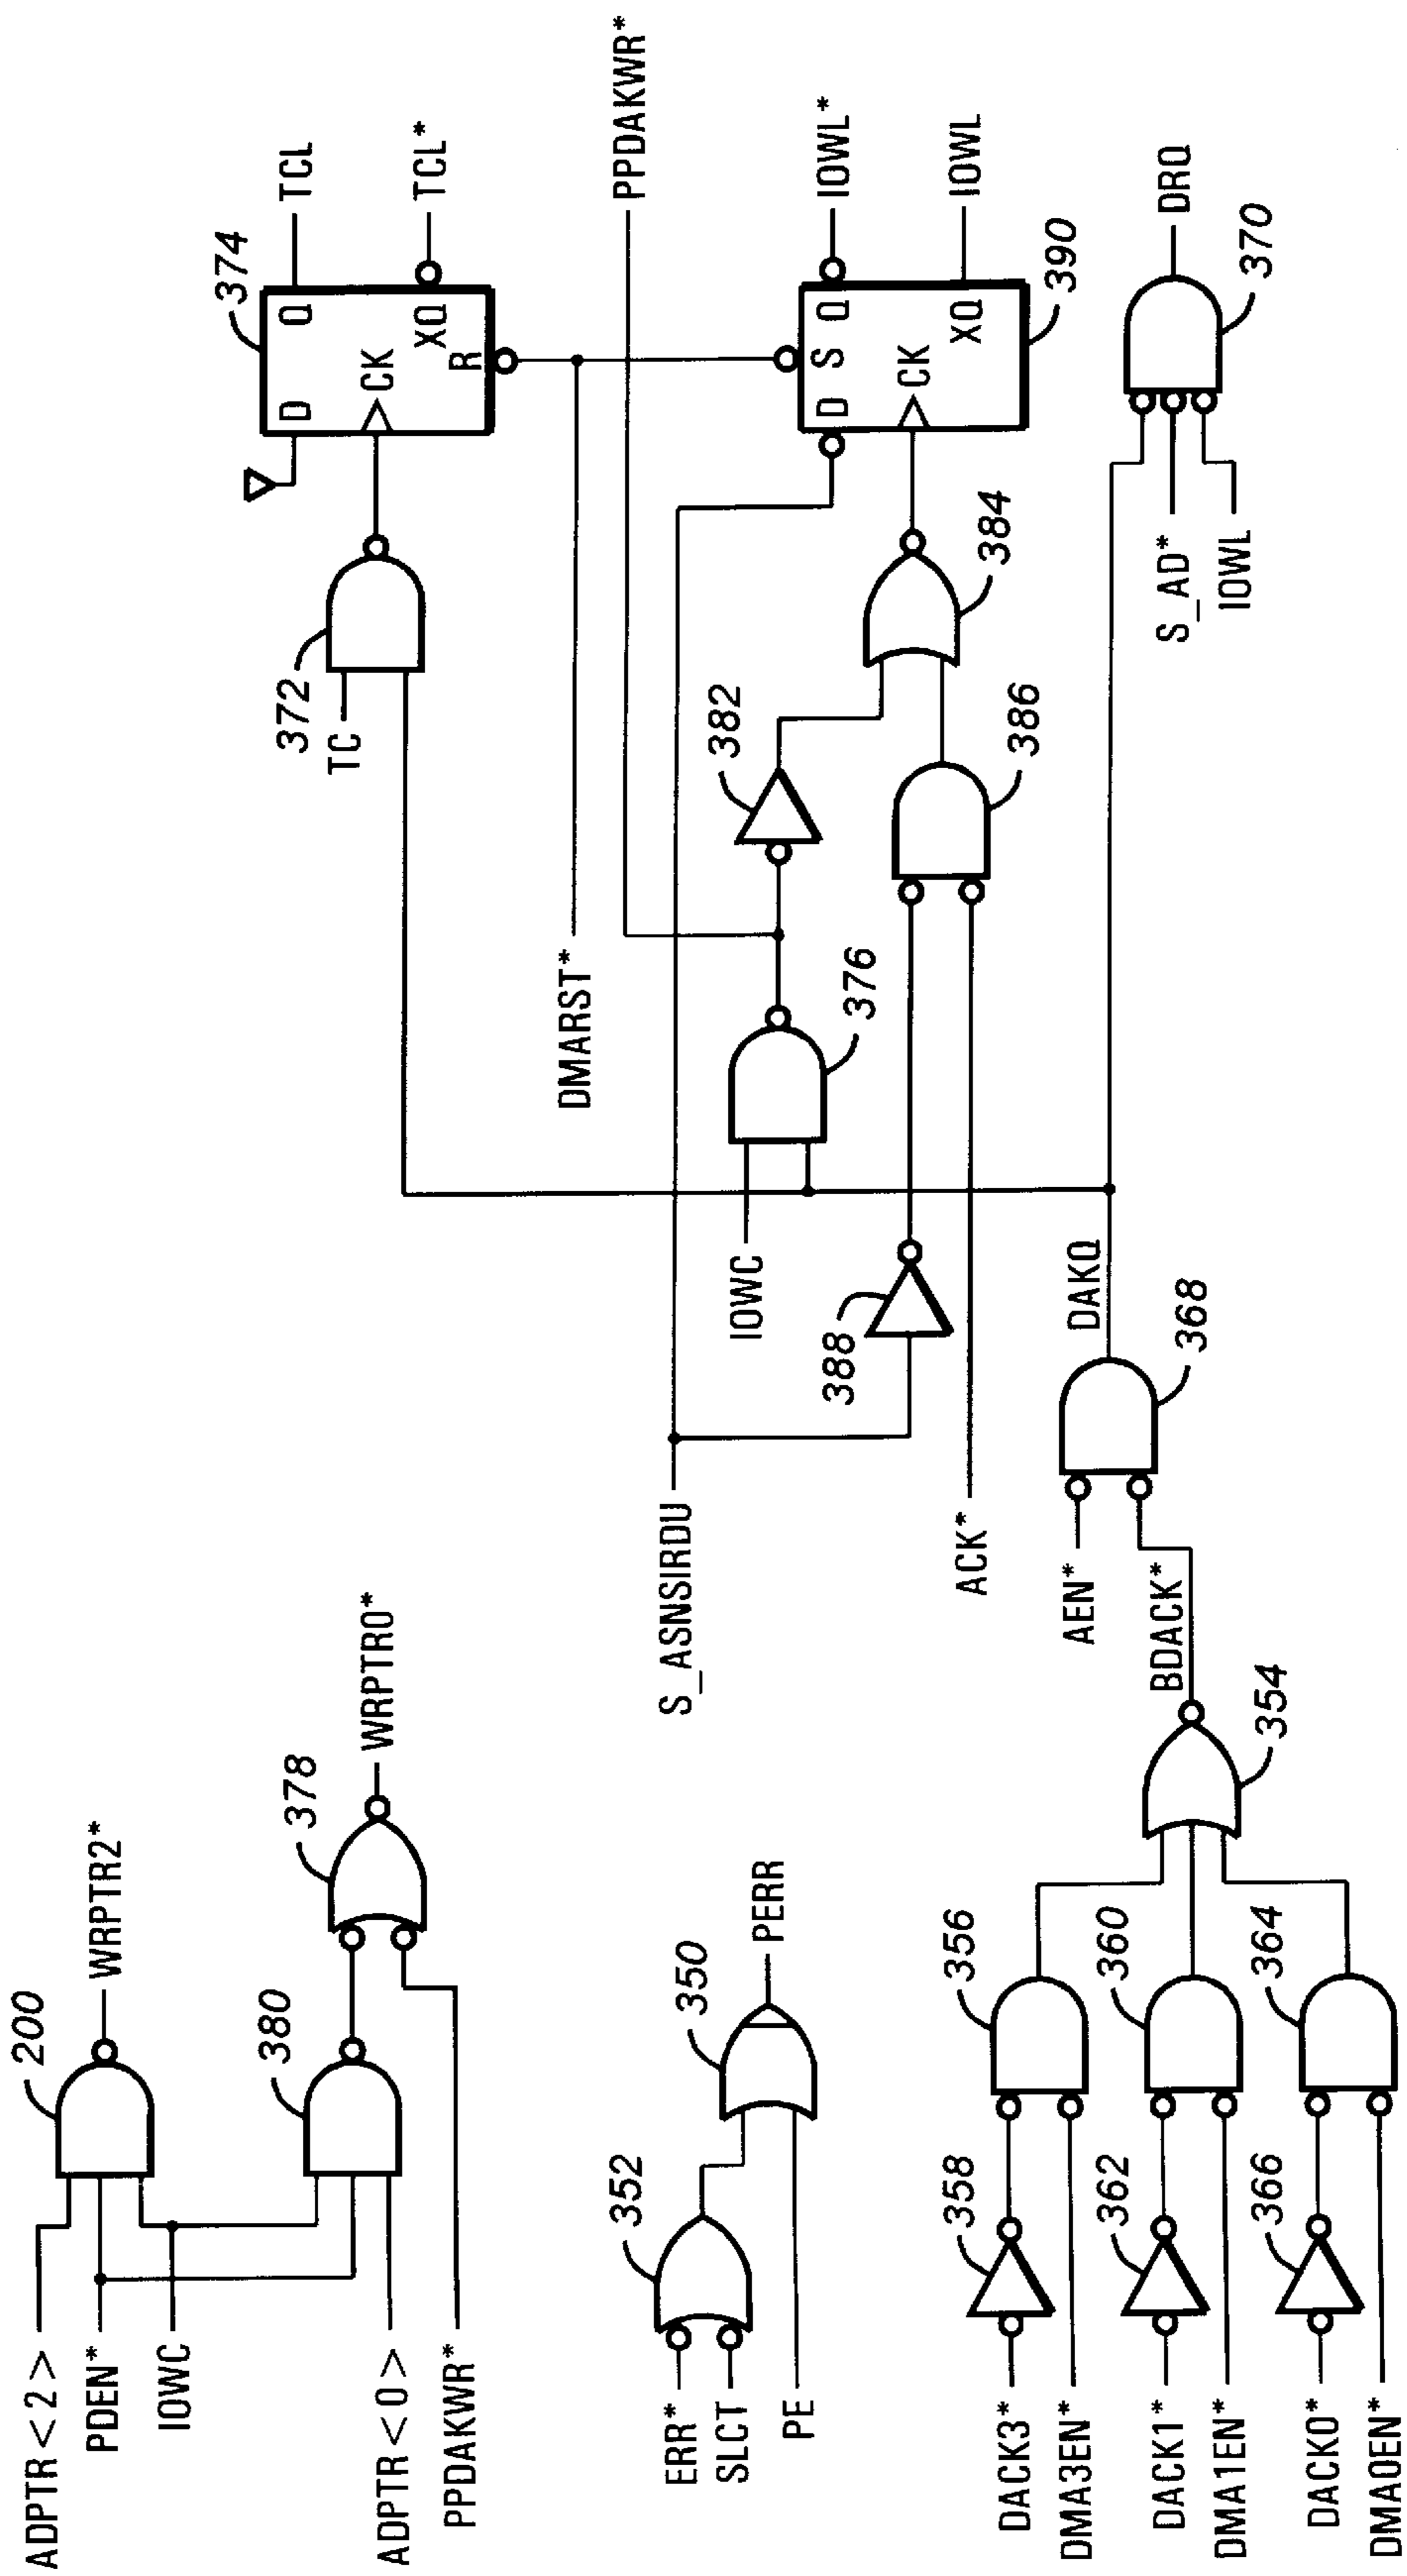 ADPTR < 2 >
PDEN*
IOWC
200
WRPTR2*
380
ADPTR < 0 >
PPDAKWR*
378
WRPTR0*
ERR*
SLCT
PE
352
350
PERR
DACK3*
DMA3EN*
358
356
DACK1*
DMA1EN*
362
360
DACK0*
DMA0EN*
366
364
354
BDACK*
AEN*
368
DAKQ
S_ASNSIRDU
ACK*
388
IOWC
376
DMARST*
382
386
384
TC
372
374
D
Q
CK
XQ
R
TCL
TCL*
PPDAKWR*
D
S
Q
CK
XQ
390
IOWL*
IOWL
S_AD*
IOWL
370
DRQ